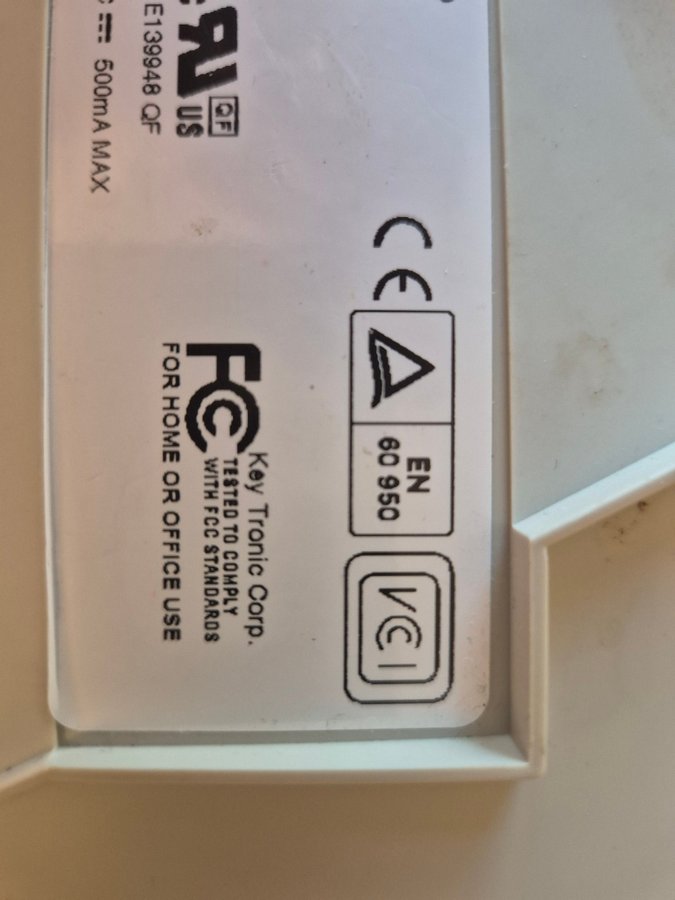 500mA MAX
E139948 QF
US
QF
CE
EN
60 950
VCCI
FC
Key Tronic Corp.
TESTED TO COMPLY
WITH FCC STANDARDS
FOR HOME OR OFFICE USE